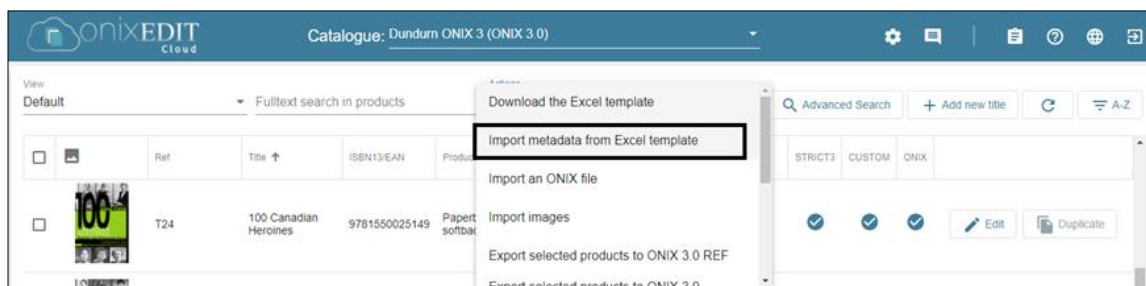 onixEDIT
Cloud
Catalogue: Dundurn ONIX 3 (ONIX 3.0)
View
Default
Fulltext search in products
Download the Excel template
Advanced Search
Add new title
A-Z
Import metadata from Excel template
Ref
Title
ISBN13/EAN
STRICT3
CUSTOM
ONIX
Import an ONIX file
100
T24
100 Canadian
Heroines
9781550025149
Import images
Edit
Duplicate
Export selected products to ONIX 3.0 REF